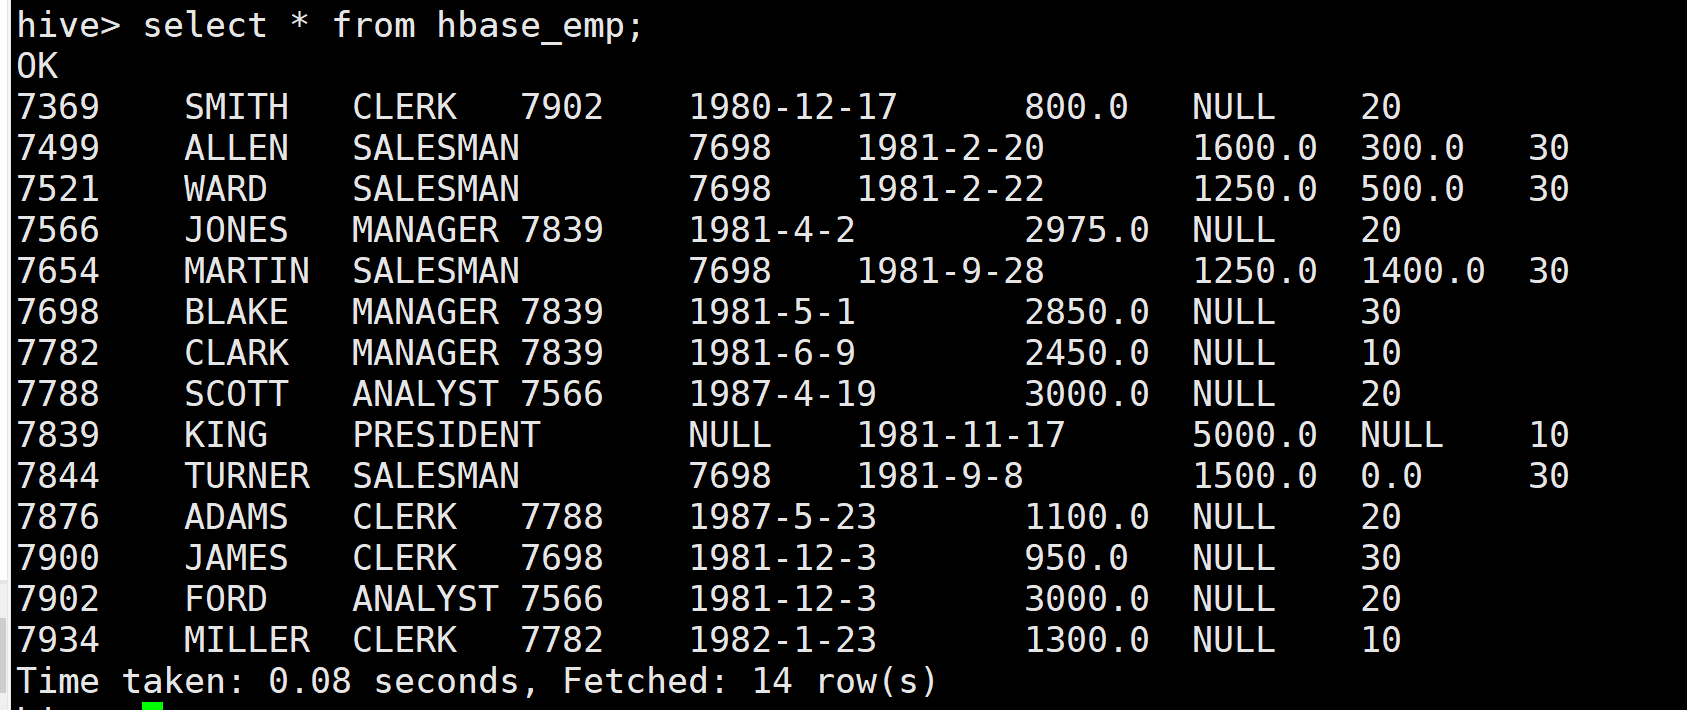 hive> select * from hbase_emp;
OK
7369	SMITH	CLERK	7902	1980-12-17	800.0	NULL	20
7499	ALLEN	SALESMAN	7698	1981-2-20	1600.0	300.0	30
7521	WARD	SALESMAN	7698	1981-2-22	1250.0	500.0	30
7566	JONES	MANAGER	7839	1981-4-2	2975.0	NULL	20
7654	MARTIN	SALESMAN	7698	1981-9-28	1250.0	1400.0	30
7698	BLAKE	MANAGER	7839	1981-5-1	2850.0	NULL	30
7782	CLARK	MANAGER	7839	1981-6-9	2450.0	NULL	10
7788	SCOTT	ANALYST	7566	1987-4-19	3000.0	NULL	20
7839	KING	PRESIDENT	NULL	1981-11-17	5000.0	NULL	10
7844	TURNER	SALESMAN	7698	1981-9-8	1500.0	0.0	30
7876	ADAMS	CLERK	7788	1987-5-23	1100.0	NULL	20
7900	JAMES	CLERK	7698	1981-12-3	950.0	NULL	30
7902	FORD	ANALYST	7566	1981-12-3	3000.0	NULL	20
7934	MILLER	CLERK	7782	1982-1-23	1300.0	NULL	10
Time taken: 0.08 seconds, Fetched: 14 row(s)